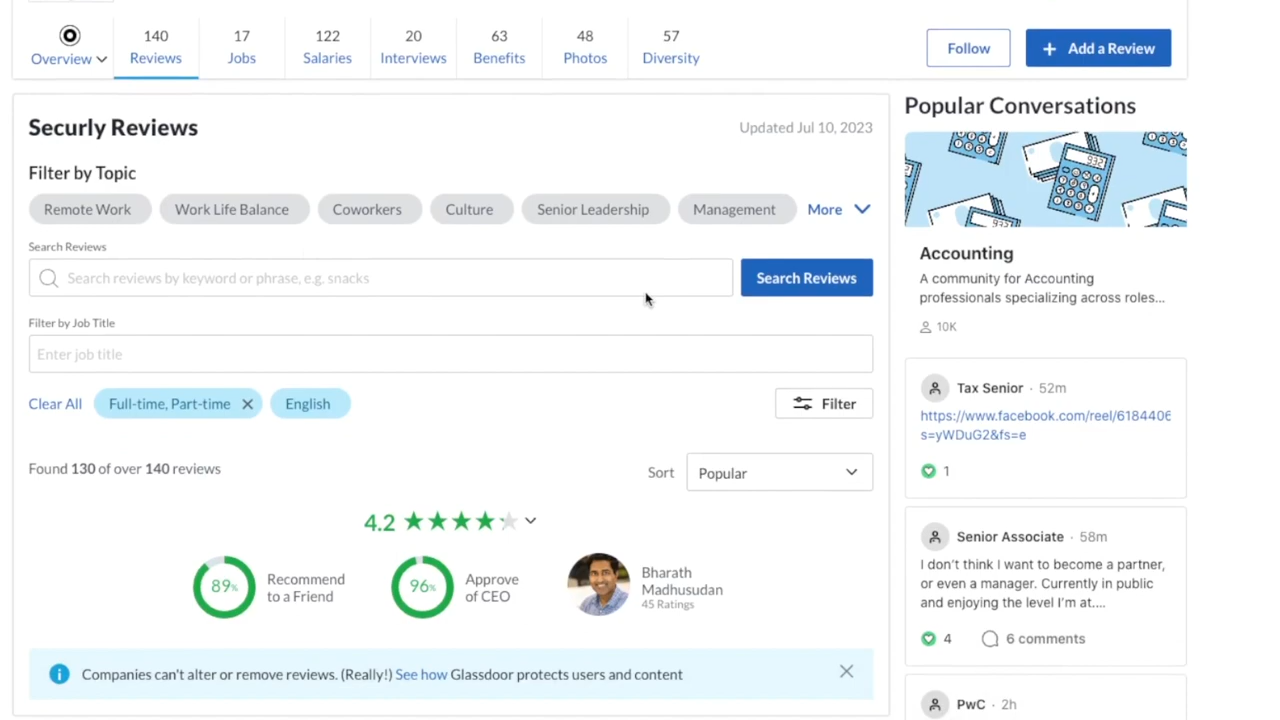 Overview
140
Reviews
17
Jobs
122
Salaries
20
Interviews
63
Benefits
48
Photos
57
Diversity
Follow
+ Add a Review
Securly Reviews
Updated Jul 10, 2023
Filter by Topic
Remote Work
Work Life Balance
Coworkers
Culture
Senior Leadership
Management
More
Search Reviews
Search reviews by keyword or phrase, e.g. snacks
Search Reviews
Filter by Job Title
Enter job title
Clear All
Full-time, Part-time
English
Filter
Found 130 of over 140 reviews
Sort
Popular
4.2
89%
Recommend
to a Friend
96%
Approve
of CEO
Bharath
Madhusudan
45 Ratings
Companies can't alter or remove reviews. (Really!) See how Glassdoor protects users and content
Popular Conversations
932
932
932
Accounting
A community for Accounting
professionals specializing across roles...
10K
Tax Senior · 52m
https://www.facebook.com/reel/6184406
s=yWDuG2&fs=e
1
Senior Associate · 58m
I don't think I want to become a partner,
or even a manager. Currently in public
and enjoying the level I'm at....
4
6 comments
PwC · 2h